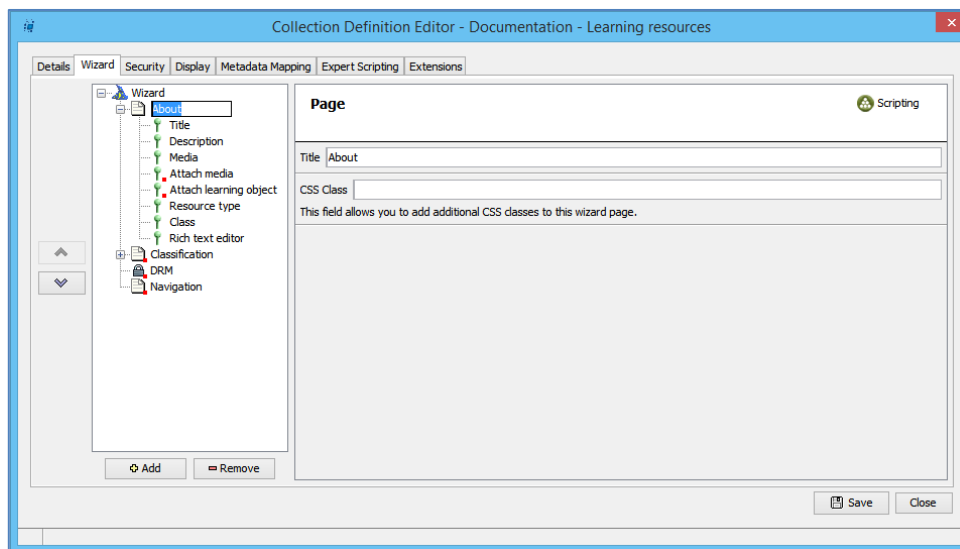 Collection Definition Editor - Documentation - Learning resources
Details Wizard Security Display Metadata Mapping Expert Scripting Extensions
Wizard
About
Title
Description
Media
Attach media
Attach learning object
Resource type
Class
Rich text editor
Classification
DRM
Navigation
Add Remove
Page Scripting
Title About
CSS Class
This field allows you to add additional CSS classes to this wizard page.
Save Close